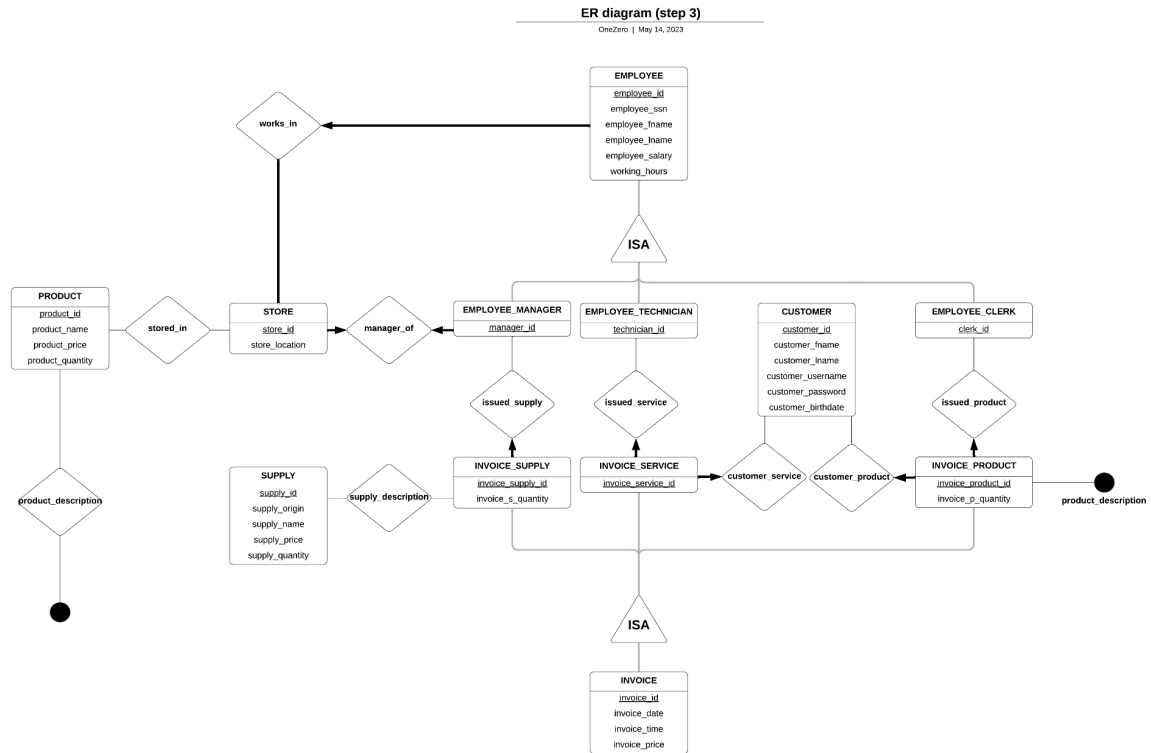 ER diagram (step 3)
OneZero | May 14, 2023
EMPLOYEE
employee_id
employee_ssn
employee_fname
employee_lname
employee_salary
working_hours
works_in
ISA
PRODUCT
product_id
product_name
product_price
product_quantity
stored_in
STORE
store_id
store_location
manager_of
EMPLOYEE_MANAGER
manager_id
EMPLOYEE_TECHNICIAN
technician_id
CUSTOMER
customer_id
customer_fname
customer_lname
customer_username
customer_password
customer_birthdate
EMPLOYEE_CLERK
clerk_id
issued_supply
issued_service
issued_product
product_description
SUPPLY
supply_id
supply_origin
supply_name
supply_price
supply_quantity
supply_description
INVOICE_SUPPLY
invoice_supply_id
invoice_s_quantity
INVOICE_SERVICE
invoice_service_id
customer_service
customer_product
INVOICE_PRODUCT
invoice_product_id
invoice_p_quantity
product_description
ISA
INVOICE
invoice_id
invoice_date
invoice_time
invoice_price